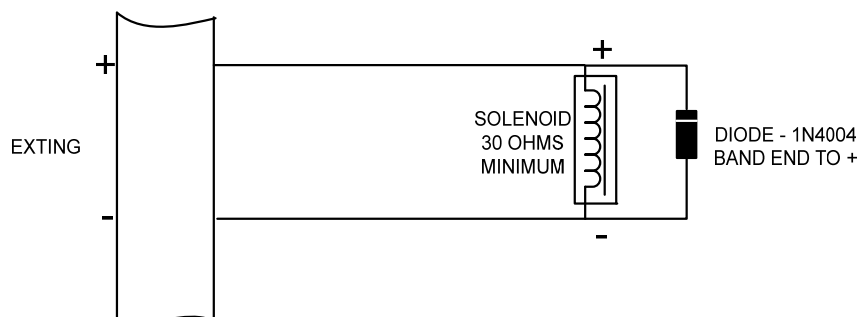 +
+
SOLENOID
30 OHMS
MINIMUM
DIODE - 1N4004
BAND END TO +
EXTING
-
-